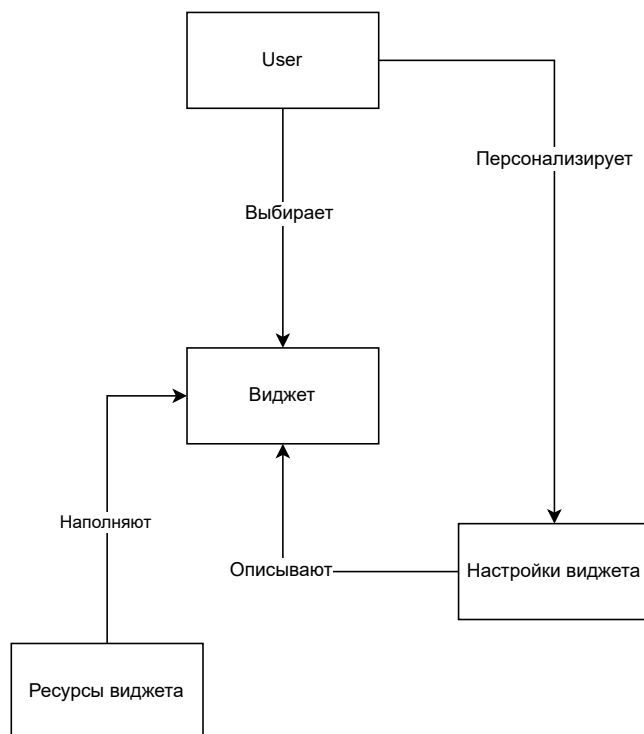 User
Персонализирует
Выбирает
Виджет
Наполняют
Описывают
Настройки виджета
Ресурсы виджета